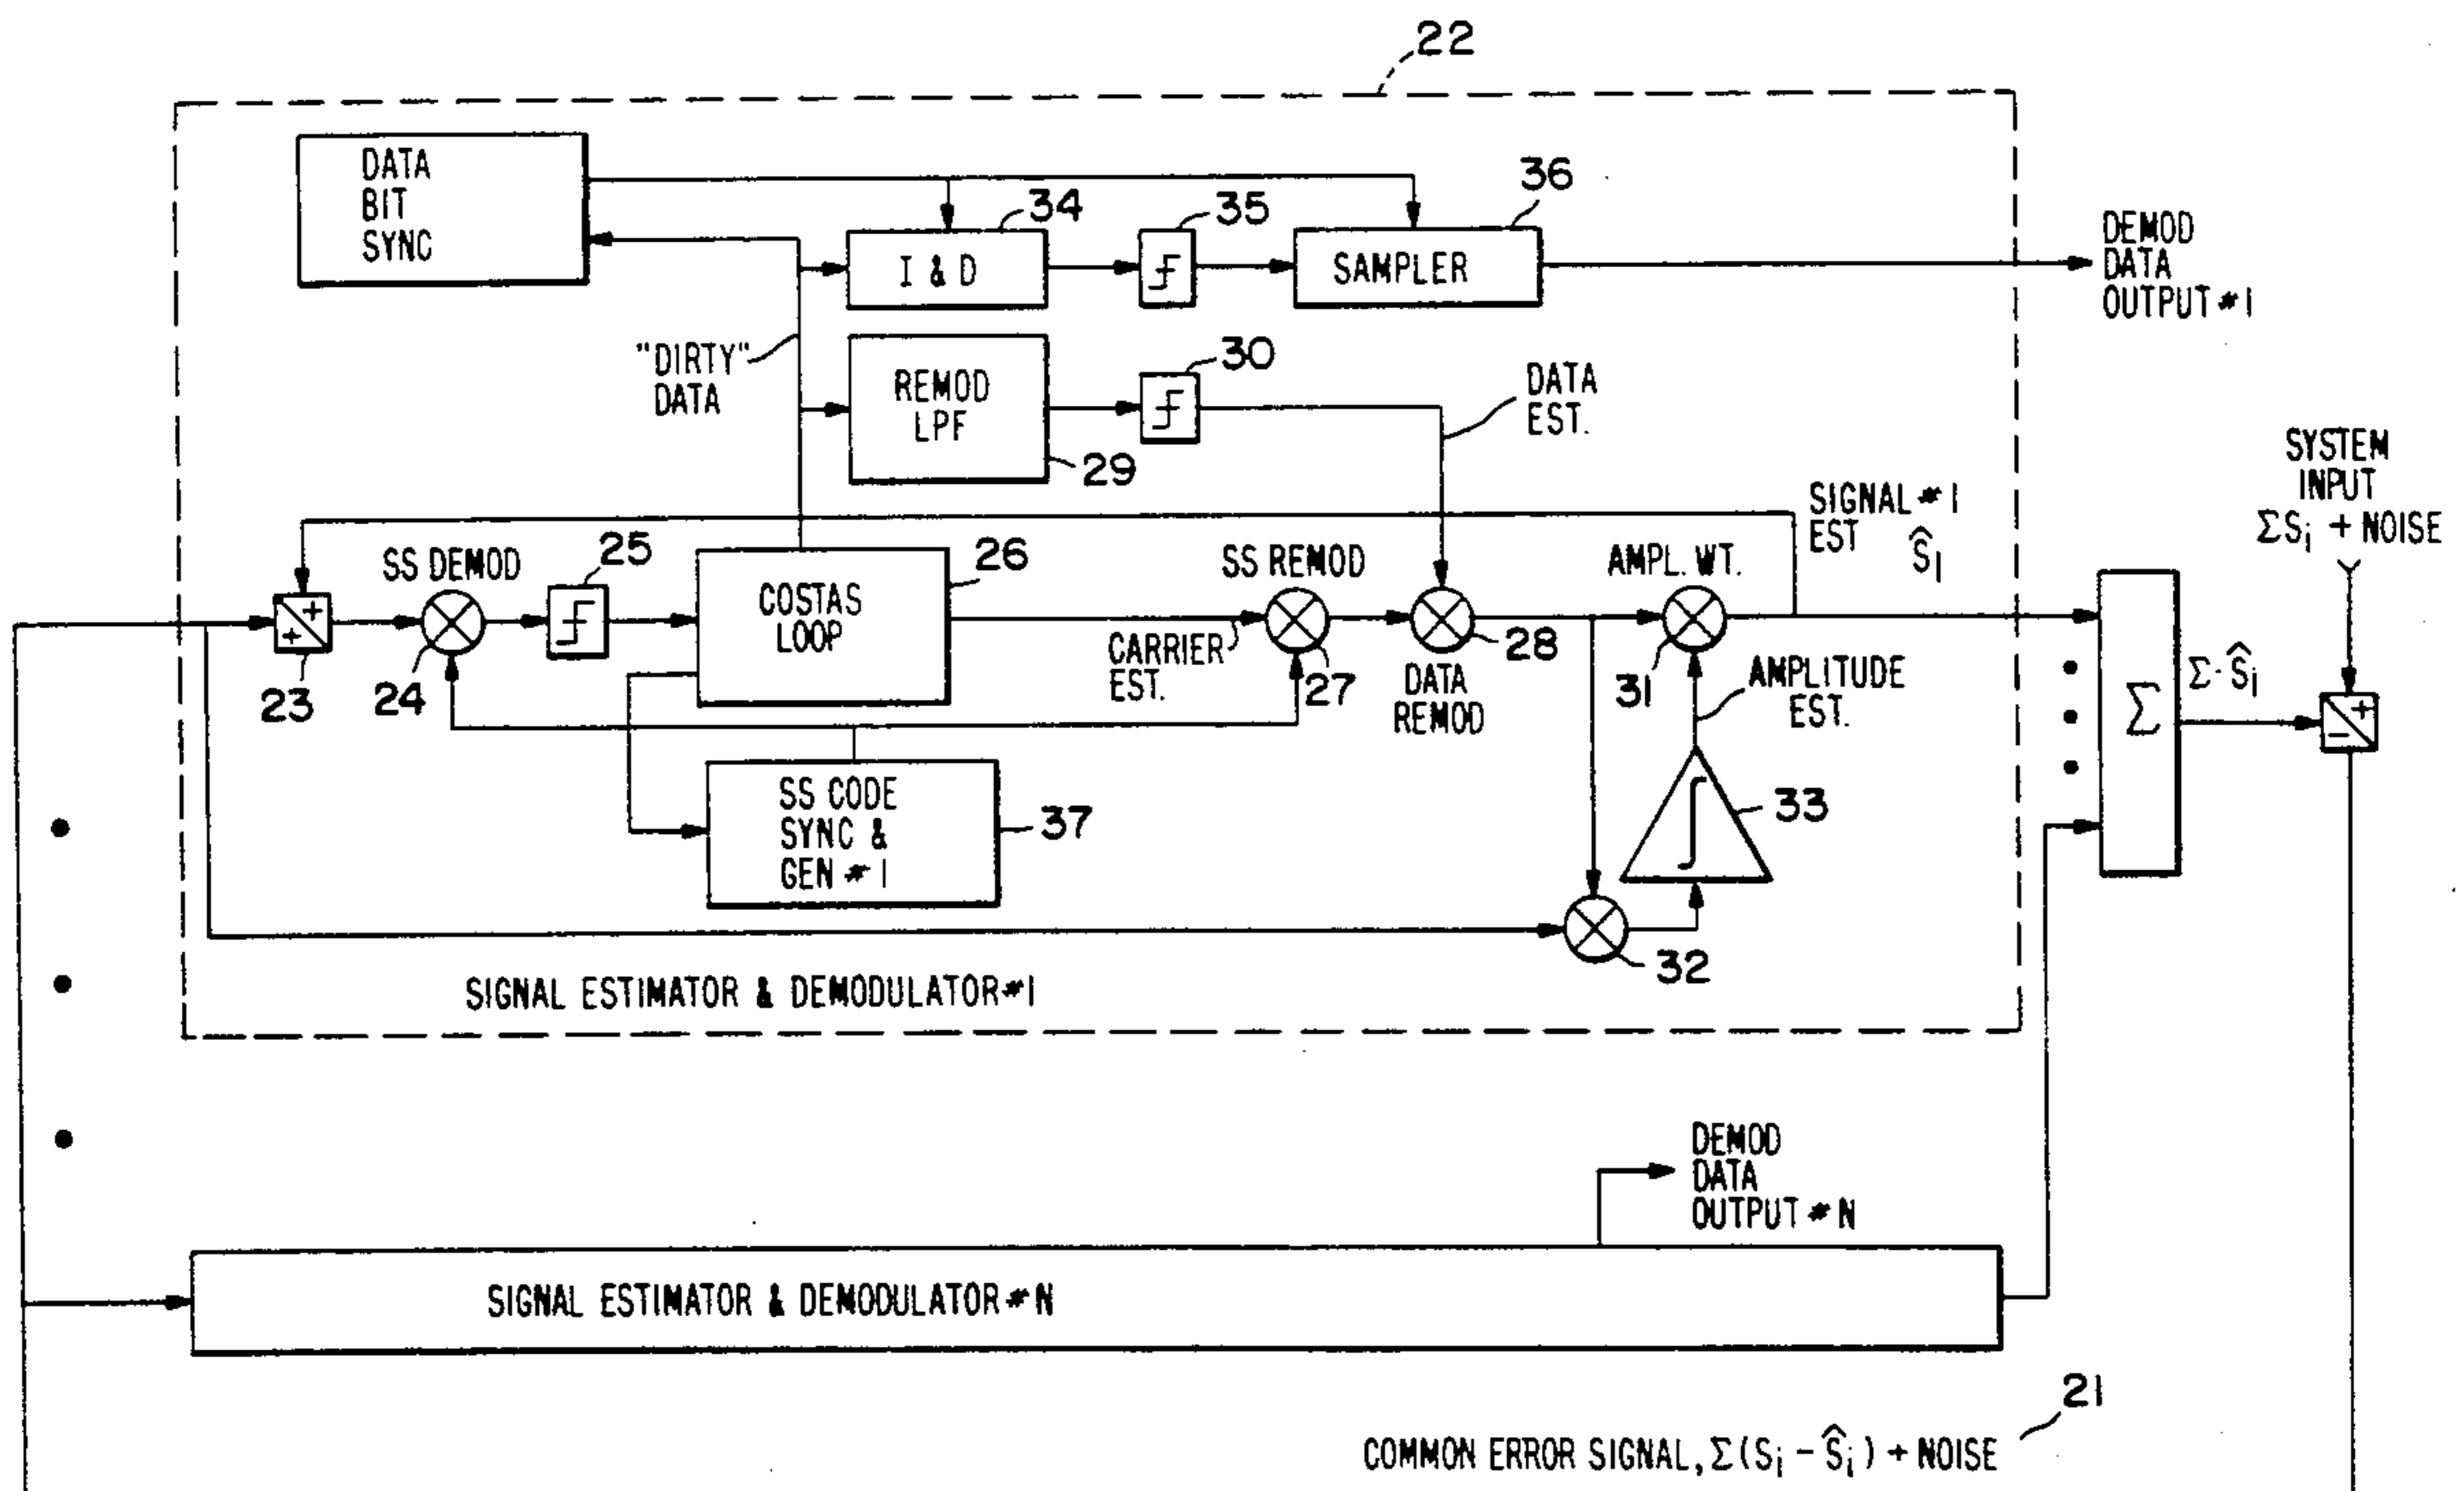 22
DATA
BIT
SYNC
34
35
36
I & D
SAMPLER
DEMOD
DATA
OUTPUT #1
"DIRTY"
DATA
REMOD
LPF
29
30
DATA
EST.
SYSTEM
INPUT
ΣSi + NOISE
SIGNAL #1
EST Ŝ1
SS DEMOD
25
COSTAS
LOOP
26
SS REMOD
AMPL. WT.
+
+
23
24
CARRIER
EST.
27
28
DATA
REMOD
31
AMPLITUDE
EST.
Σ
Σ·Ŝi
+
−
SS CODE
SYNC &
GEN #1
37
∫
33
32
SIGNAL ESTIMATOR & DEMODULATOR #1
DEMOD
DATA
OUTPUT #N
SIGNAL ESTIMATOR & DEMODULATOR #N
21
COMMON ERROR SIGNAL, Σ(Si − Ŝi) + NOISE